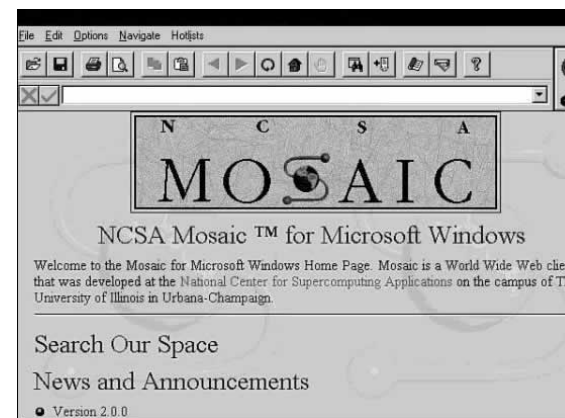 File Edit Options Navigate Hotlists
N C S A
MOSAIC
NCSA Mosaic ™ for Microsoft Windows
Welcome to the Mosaic for Microsoft Windows Home Page. Mosaic is a World Wide Web clie
that was developed at the National Center for Supercomputing Applications on the campus of T
University of Illinois in Urbana-Champaign.
Search Our Space
News and Announcements
Version 2.0.0